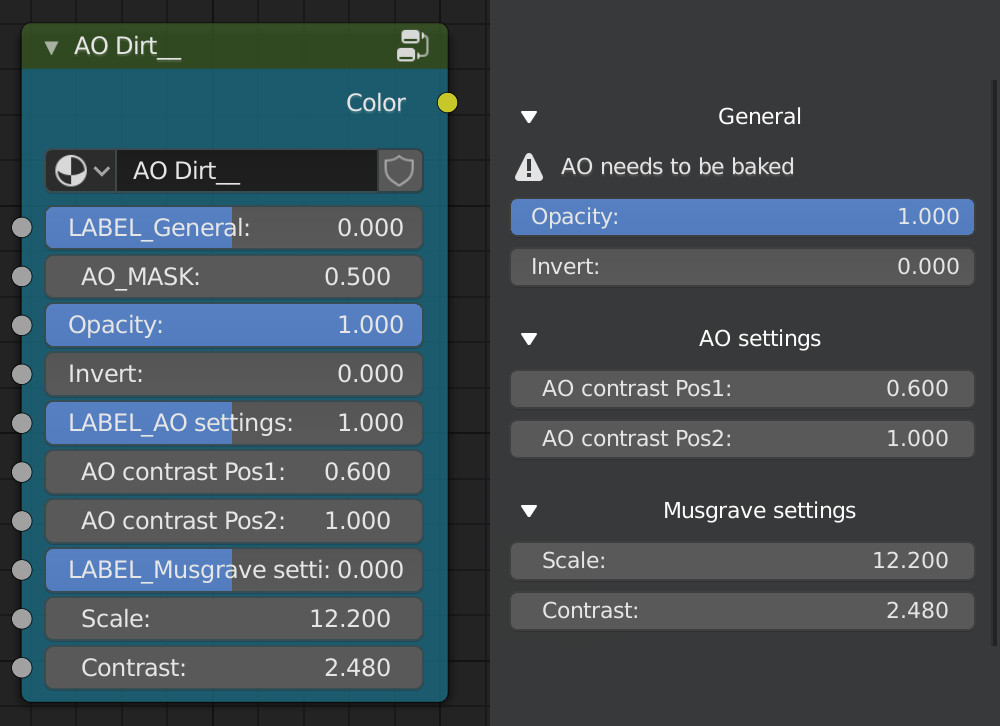 AO Dirt__
Color
AO Dirt__
LABEL_General: 0.000
AO_MASK: 0.500
Opacity: 1.000
Invert: 0.000
LABEL_AO settings: 1.000
AO contrast Pos1: 0.600
AO contrast Pos2: 1.000
LABEL_Musgrave setti: 0.000
Scale: 12.200
Contrast: 2.480
General
AO needs to be baked
Opacity: 1.000
Invert: 0.000
AO settings
AO contrast Pos1: 0.600
AO contrast Pos2: 1.000
Musgrave settings
Scale: 12.200
Contrast: 2.480